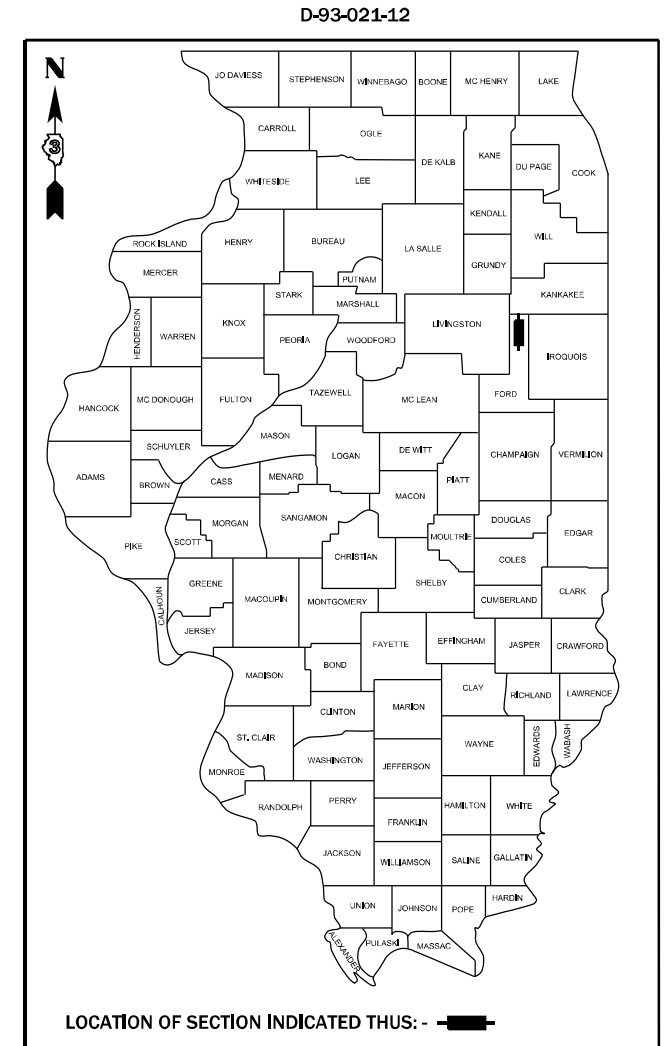 D-93-021-12
N
3
JO DAVIESS STEPHENSON WINNEBAGO BOONE MC HENRY LAKE
CARROLL OGLE DE KALB KANE DU PAGE COOK
WHITESIDE LEE KENDALL WILL
ROCK ISLAND HENRY BUREAU LA SALLE GRUNDY
MERCER PUTNAM KANKAKEE
STARK MARSHALL
HENDERSON WARREN KNOX PEORIA WOODFORD LIVINGSTON IROQUOIS
HANCOCK MC DONOUGH FULTON TAZEWELL MC LEAN FORD
SCHUYLER MASON LOGAN DE WITT CHAMPAIGN VERMILION
ADAMS BROWN CASS MENARD MACON PIATT
PIKE SCOTT MORGAN SANGAMON MOULTRIE DOUGLAS EDGAR
CHRISTIAN COLES
CALHOUN GREENE MACOUPIN MONTGOMERY SHELBY CUMBERLAND CLARK
JERSEY FAYETTE EFFINGHAM JASPER CRAWFORD
MADISON BOND
CLINTON MARION CLAY RICHLAND LAWRENCE
ST. CLAIR WASHINGTON JEFFERSON WAYNE EDWARDS WABASH
MONROE
RANDOLPH PERRY FRANKLIN HAMILTON WHITE
JACKSON WILLIAMSON SALINE GALLATIN
UNION JOHNSON POPE HARDIN
ALEXANDER PULASKI MASSAC
LOCATION OF SECTION INDICATED THUS: -